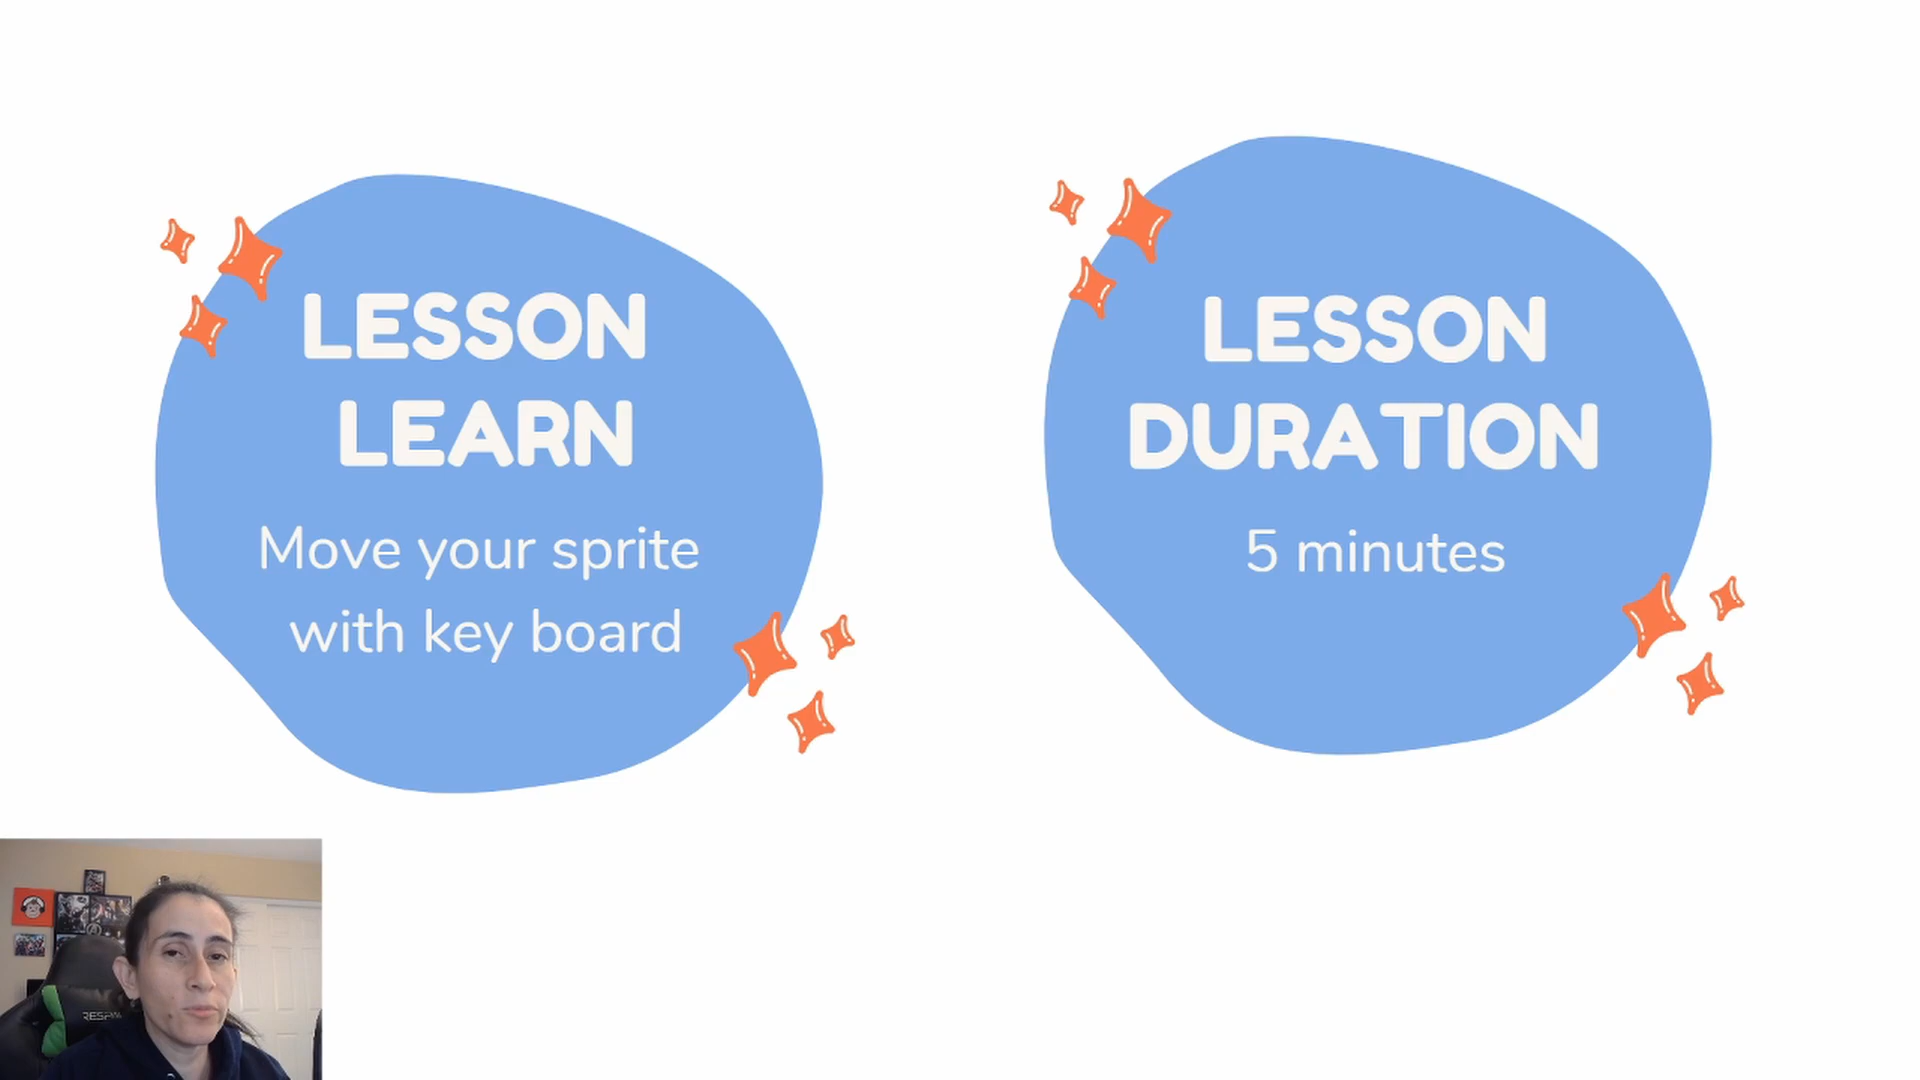 LESSON
LEARN
Move your sprite
with key board
LESSON
DURATION
5 minutes